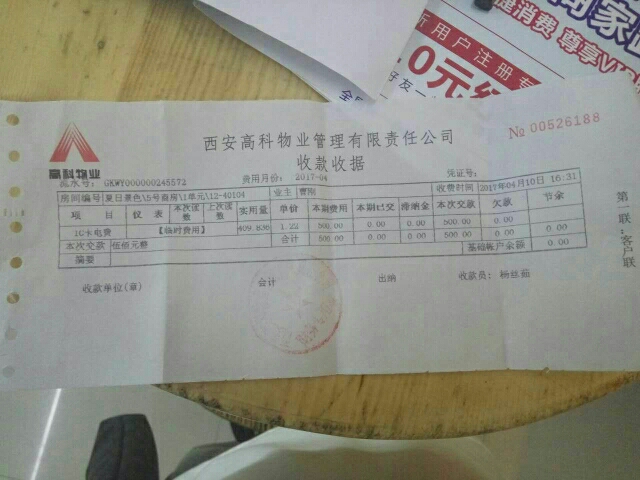 捷消费 尊享VIP
新用户注册
0元
好友一
西安高科物业管理有限责任公司
收款收据
No 00526188
高科物业
流水号: GKWY000000245572 费用月份: 2017-04 凭证号:
房间编号 夏日景色\5号商房\1单元\12-40104 业主 曹刚 收费时间 2017年04月10日 16:31
项 目 仪 表 本次读数 上次读数 实用量 单价 本期费用 本期已交 滞纳金 本次交款 欠款 节余
IC卡电费 【临时费用】 409.836 1.22 500.00 0.00 0.00 500.00 0.00 0.00
本次交款 伍佰元整 合计 500.00 0.00 0.00 500.00 0.00 0.00
摘要 基础帐户余额 0.00
收款单位(章) 会计 出纳 收款员: 杨丝茹
第一联:客户联